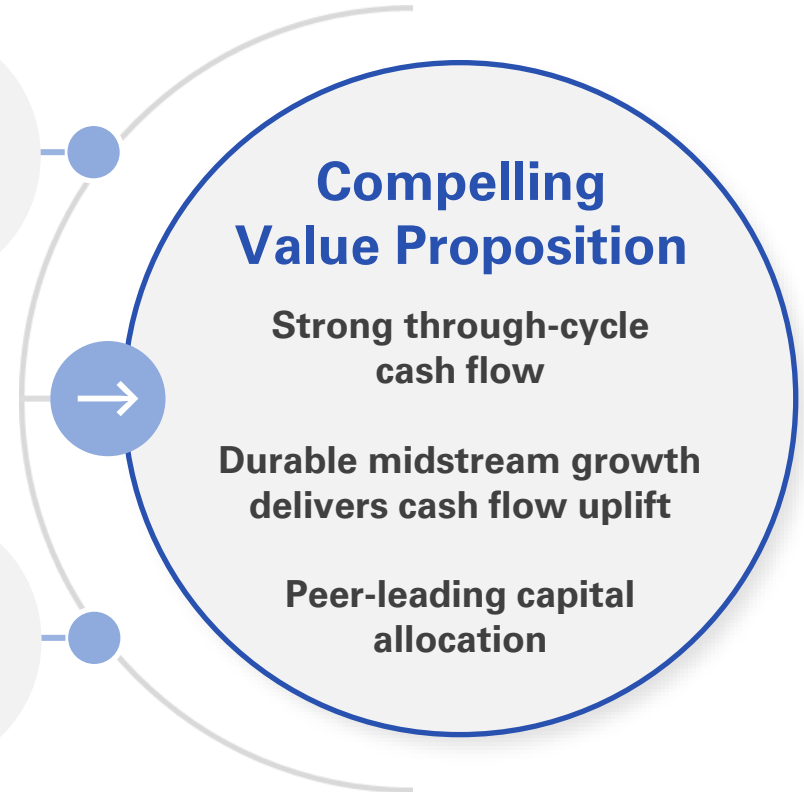 Compelling
Value Proposition
Strong through-cycle
cash flow
Durable midstream growth
delivers cash flow uplift
Peer-leading capital
allocation